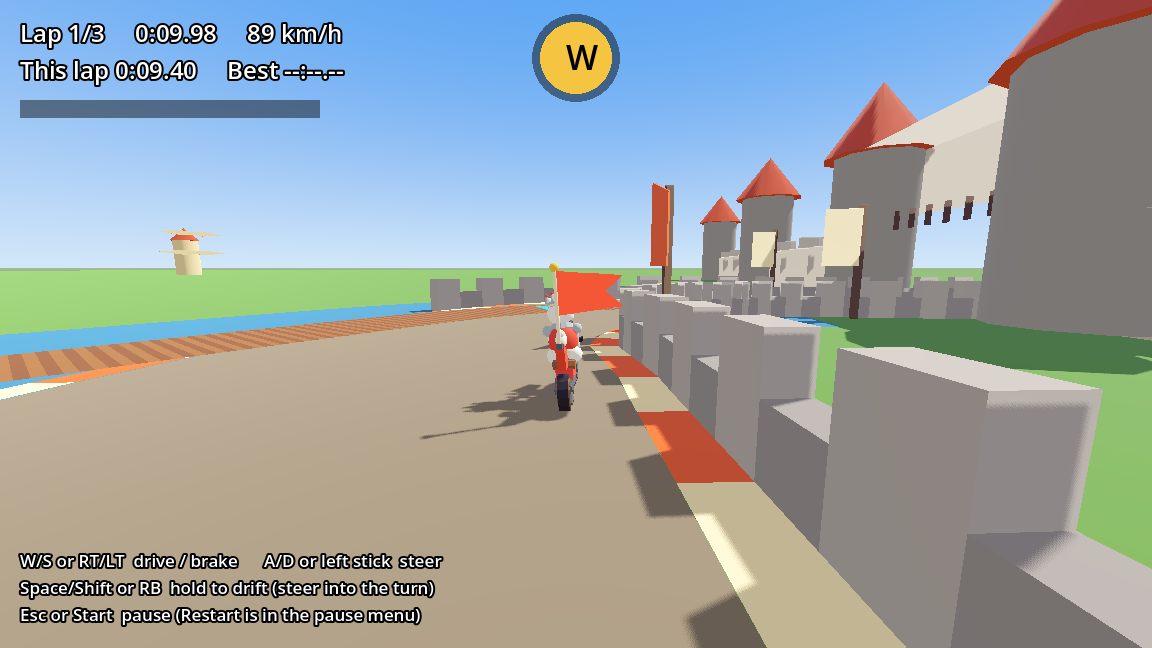 Lap 1/3 0:09.98 89 km/h
This lap 0:09.40 Best --:--.--
W
W/S or RT/LT drive / brake A/D or left stick steer
Space/Shift or RB hold to drift (steer into the turn)
Esc or Start pause (Restart is in the pause menu)